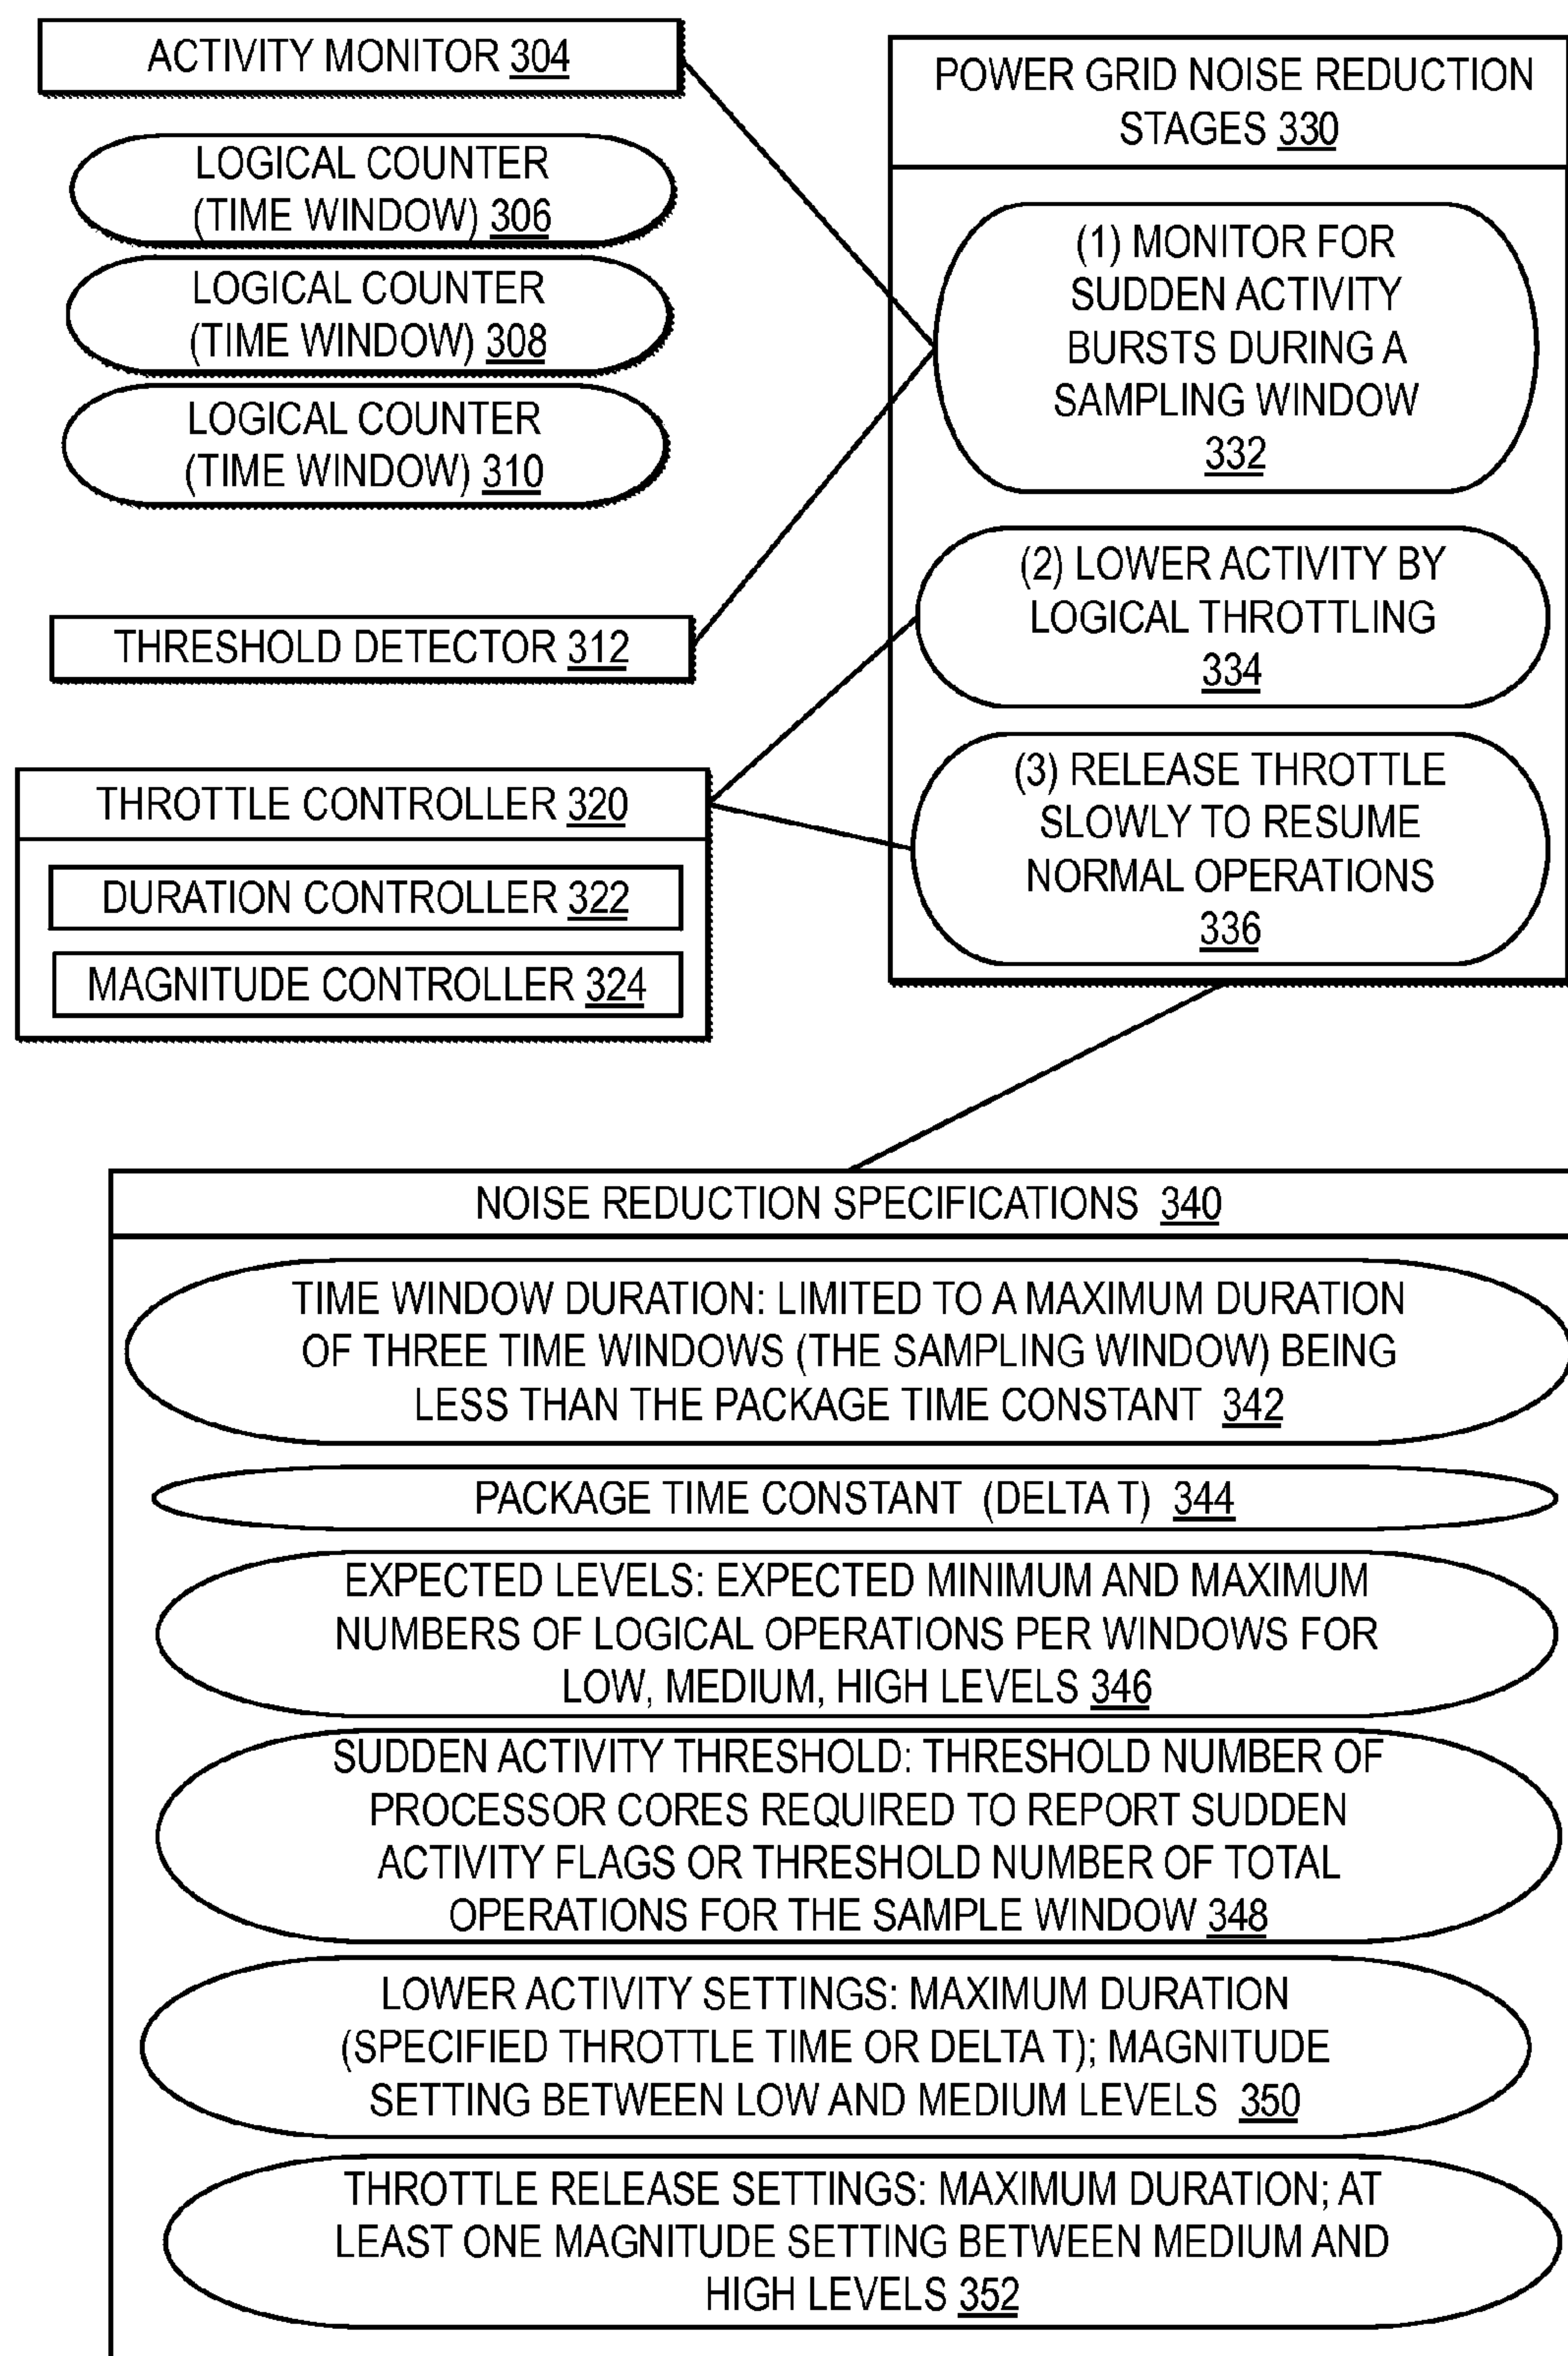 ACTIVITY MONITOR 304
LOGICAL COUNTER
(TIME WINDOW) 306
LOGICAL COUNTER
(TIME WINDOW) 308
LOGICAL COUNTER
(TIME WINDOW) 310
THRESHOLD DETECTOR 312
THROTTLE CONTROLLER 320
DURATION CONTROLLER 322
MAGNITUDE CONTROLLER 324
POWER GRID NOISE REDUCTION
STAGES 330
(1) MONITOR FOR
SUDDEN ACTIVITY
BURSTS DURING A
SAMPLING WINDOW
332
(2) LOWER ACTIVITY BY
LOGICAL THROTTLING
334
(3) RELEASE THROTTLE
SLOWLY TO RESUME
NORMAL OPERATIONS
336
NOISE REDUCTION SPECIFICATIONS 340
TIME WINDOW DURATION: LIMITED TO A MAXIMUM DURATION
OF THREE TIME WINDOWS (THE SAMPLING WINDOW) BEING
LESS THAN THE PACKAGE TIME CONSTANT 342
PACKAGE TIME CONSTANT (DELTA T) 344
EXPECTED LEVELS: EXPECTED MINIMUM AND MAXIMUM
NUMBERS OF LOGICAL OPERATIONS PER WINDOWS FOR
LOW, MEDIUM, HIGH LEVELS 346
SUDDEN ACTIVITY THRESHOLD: THRESHOLD NUMBER OF
PROCESSOR CORES REQUIRED TO REPORT SUDDEN
ACTIVITY FLAGS OR THRESHOLD NUMBER OF TOTAL
OPERATIONS FOR THE SAMPLE WINDOW 348
LOWER ACTIVITY SETTINGS: MAXIMUM DURATION
(SPECIFIED THROTTLE TIME OR DELTA T); MAGNITUDE
SETTING BETWEEN LOW AND MEDIUM LEVELS 350
THROTTLE RELEASE SETTINGS: MAXIMUM DURATION; AT
LEAST ONE MAGNITUDE SETTING BETWEEN MEDIUM AND
HIGH LEVELS 352